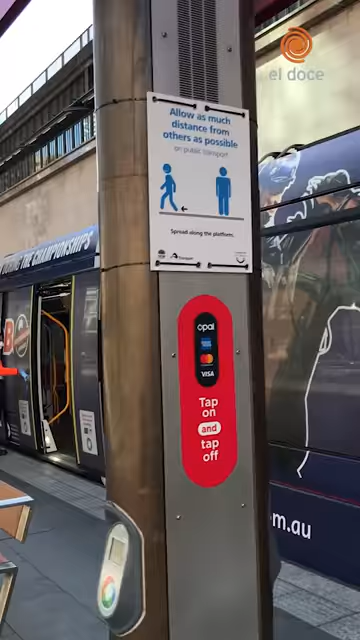 el doce
Allow as much
distance from
others as possible
on public transport
Spread along the platform.
THE CHAMPIONSHIPS
opal
VISA
Tap
on
and
tap
off
m.au